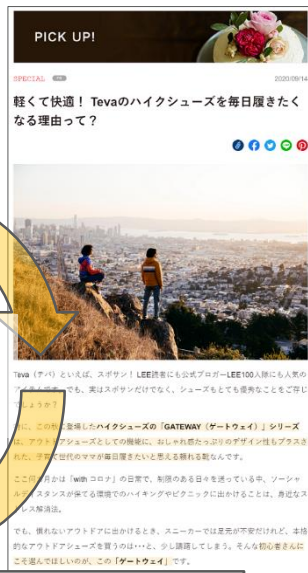 PICK UP!
SPECIAL PR
2020/09/14
軽くて快適！ Tevaのハイクシューズを毎日履きたく
なる理由って？
Teva（テバ）といえば、スポサン！ LEE読者にも公式ブロガーLEE100人隊にも人気の
でも、実はスポサンだけでなく、シューズもとても優秀なことをご存じ
でしょうか？
に、この秋に登場したハイクシューズの「GATEWAY（ゲートウェイ）」シリーズ
は、アウトドアシューズとしての機能に、おしゃれ感たっぷりのデザイン性もプラスさ
れた、子育て世代のママが毎日履きたいと思える頼れる靴なんです。
ここ何ヶ月かは「with コロナ」の日常で、制限のある日々を送っている中、ソーシャ
ルディスタンスが保てる環境でのハイキングやピクニックに出かけることは、身近なス
トレス解消法。
でも、慣れないアウトドアに出かけるとき、スニーカーでは足元が不安だけれど、本格
的なアウトドアシューズを買うのは・・・と、少し躊躇してしまう。そんな初心者さんに
こそ選んでほしいのが、この「ゲートウェイ」です。